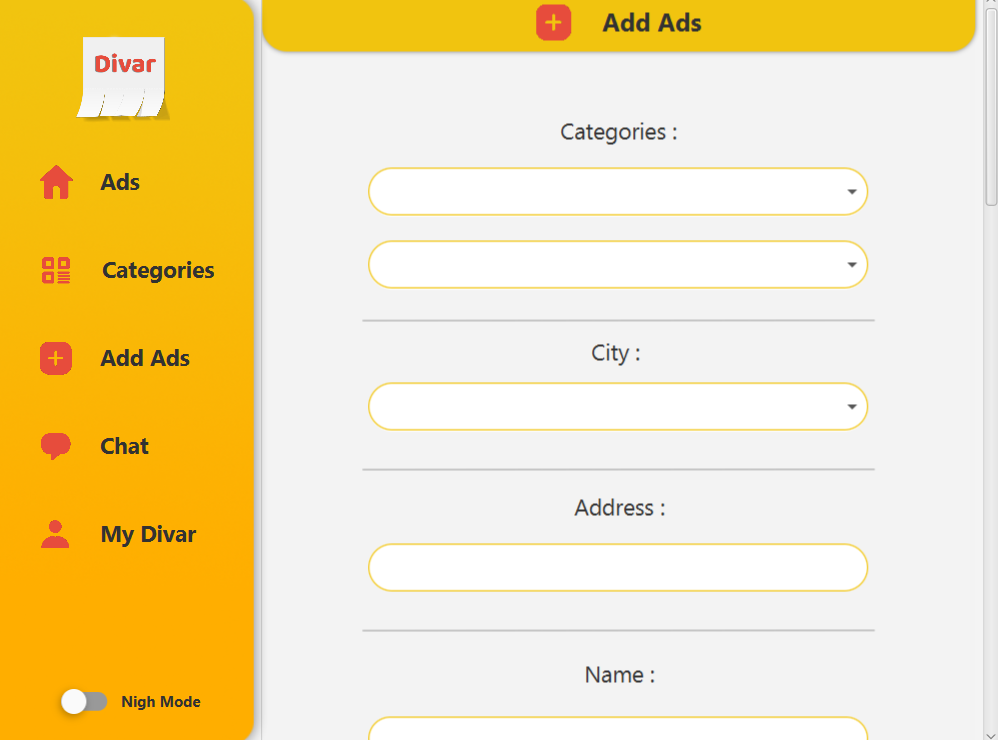 Divar
Ads
Categories
Add Ads
Chat
My Divar
Nigh Mode
Add Ads
Categories :
City :
Address :
Name :